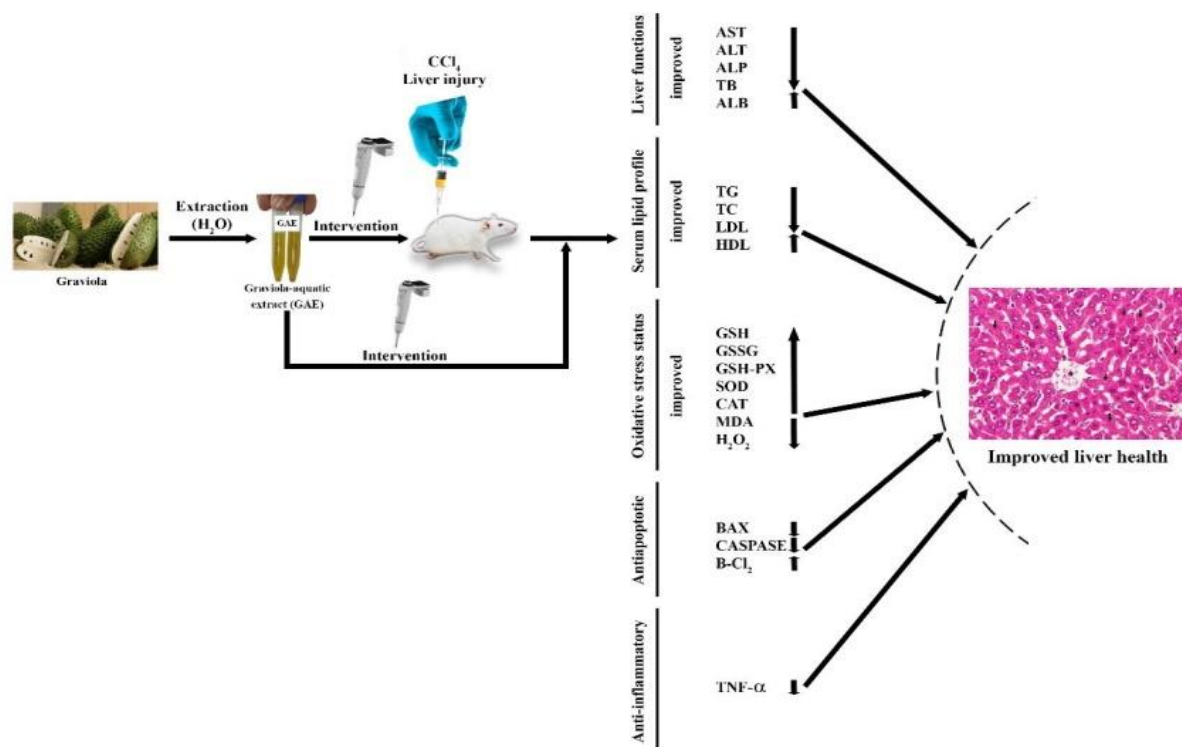 Graviola
Extraction
(H₂O)
GAE
Graviola-aquatic
extract (GAE)
Intervention
CCl₄
Liver injury
Intervention
Liver functions
improved
AST
ALT
ALP
TB
ALB
Serum lipid profile
improved
TG
TC
LDL
HDL
Oxidative stress status
improved
GSH
GSSG
GSH-PX
SOD
CAT
MDA
H₂O₂
Antiapoptotic
BAX
CASPASE
B-Cl₂
Anti-inflammatory
TNF-α
Improved liver health